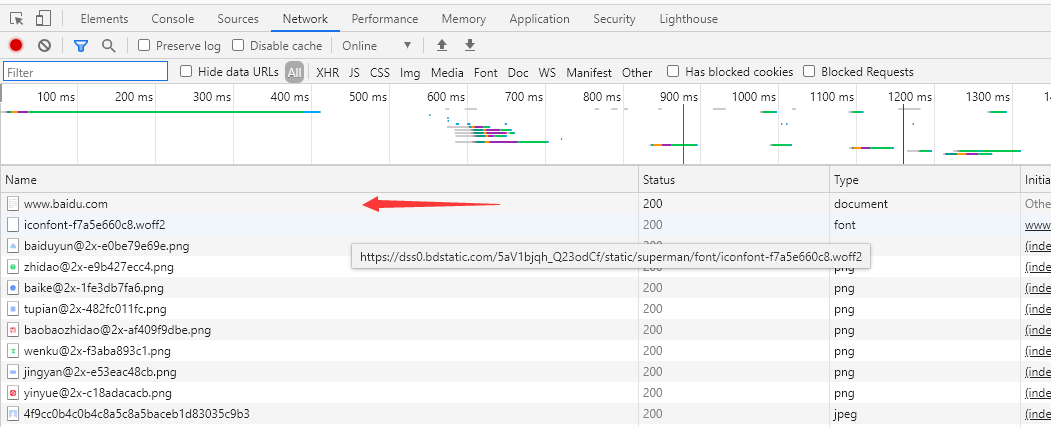 Elements Console Sources Network Performance Memory Application Security Lighthouse
Preserve log Disable cache Online
Filter Hide data URLs All XHR JS CSS Img Media Font Doc WS Manifest Other Has blocked cookies Blocked Requests
100 ms 200 ms 300 ms 400 ms 500 ms 600 ms 700 ms 800 ms 900 ms 1000 ms 1100 ms 1200 ms 1300 ms 14
Name Status Type Initia
www.baidu.com 200 document Othe
iconfont-f7a5e660c8.woff2 200 font www
baiduyun@2x-e0be79e69e.png 200 png (inde
https://dss0.bdstatic.com/5aV1bjqh_Q23odCf/static/superman/font/iconfont-f7a5e660c8.woff2
zhidao@2x-e9b427ecc4.png 200 png (inde
baike@2x-1fe3db7fa6.png 200 png (inde
tupian@2x-482fc011fc.png 200 png (inde
baobaozhidao@2x-af409f9dbe.png 200 png (inde
wenku@2x-f3aba893c1.png 200 png (inde
jingyan@2x-e53eac48cb.png 200 png (inde
yinyue@2x-c18adacacb.png 200 png (inde
4f9cc0b4c0b4c8a5c8a5baceb1d83035c9b3 200 jpeg (inde